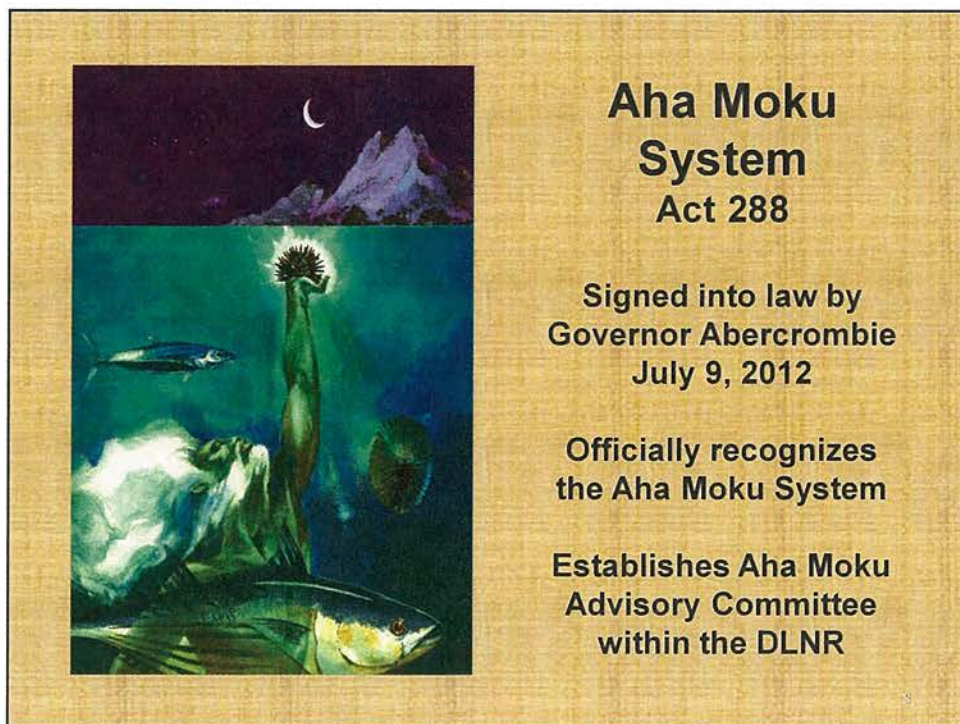 Aha Moku
System
Act 288
Signed into law by
Governor Abercrombie
July 9, 2012
Officially recognizes
the Aha Moku System
Establishes Aha Moku
Advisory Committee
within the DLNR